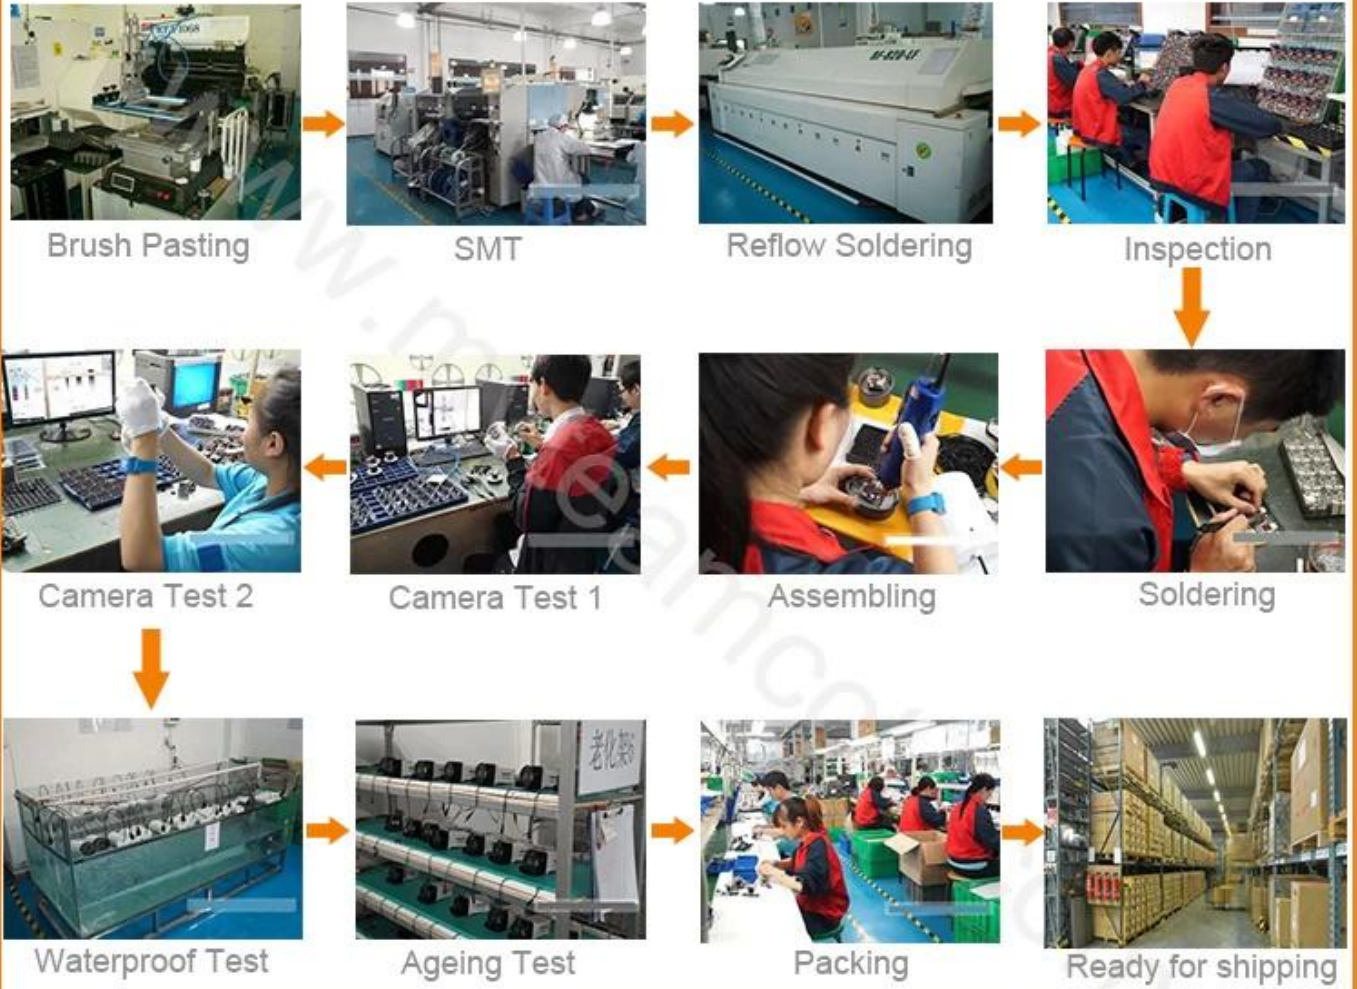 Brush Pasting
SMT
Reflow Soldering
Inspection
Soldering
Assembling
Camera Test 1
Camera Test 2
Waterproof Test
老化架6
Ageing Test
Packing
Ready for shipping